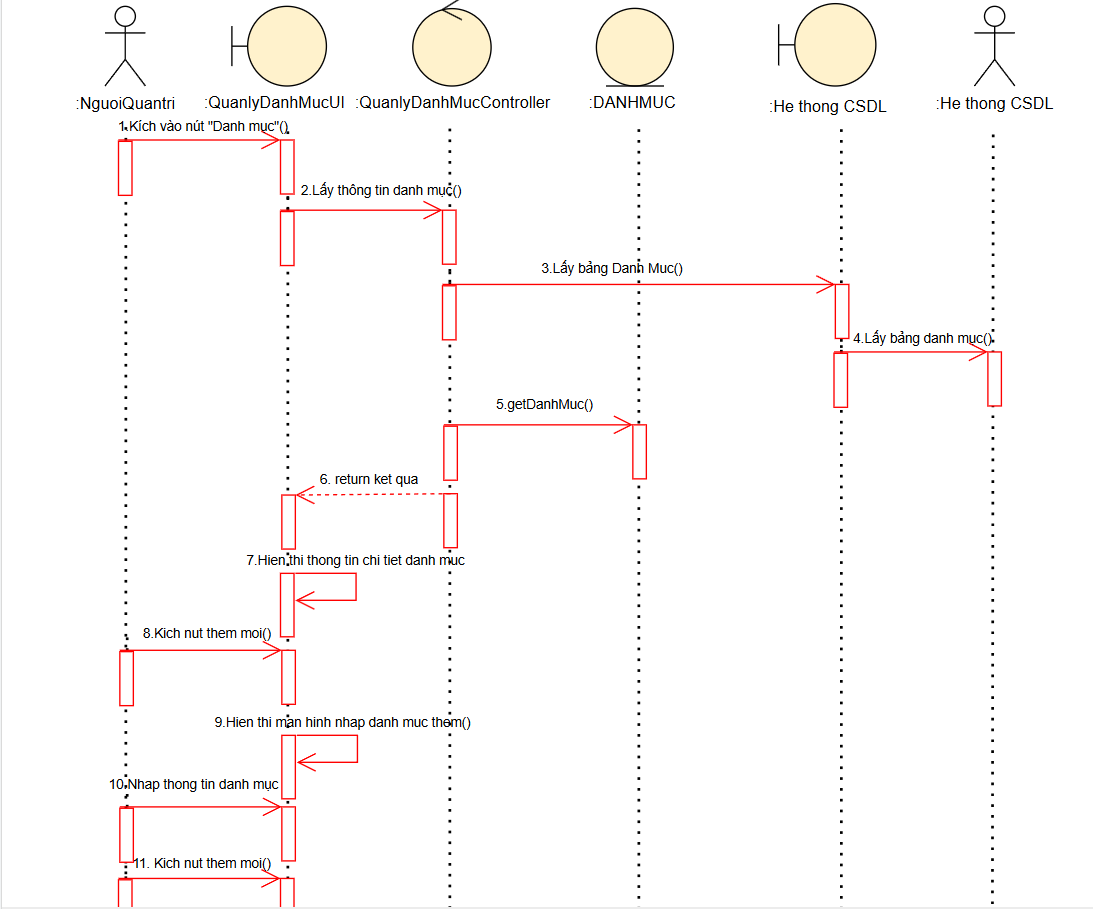 :NguoiQuantri
:QuanlyDanhMucUI
:QuanlyDanhMucController
:DANHMUC
:He thong CSDL
:He thong CSDL
1.Kích vào nút "Danh mục"()
2.Lấy thông tin danh mục()
3.Lấy bảng Danh Muc()
4.Lấy bảng danh mục()
5.getDanhMuc()
6. return ket qua
7.Hien thi thong tin chi tiet danh muc
8.Kich nut them moi()
9.Hien thi man hinh nhap danh muc them()
10.Nhap thong tin danh mục
11. Kich nut them moi()